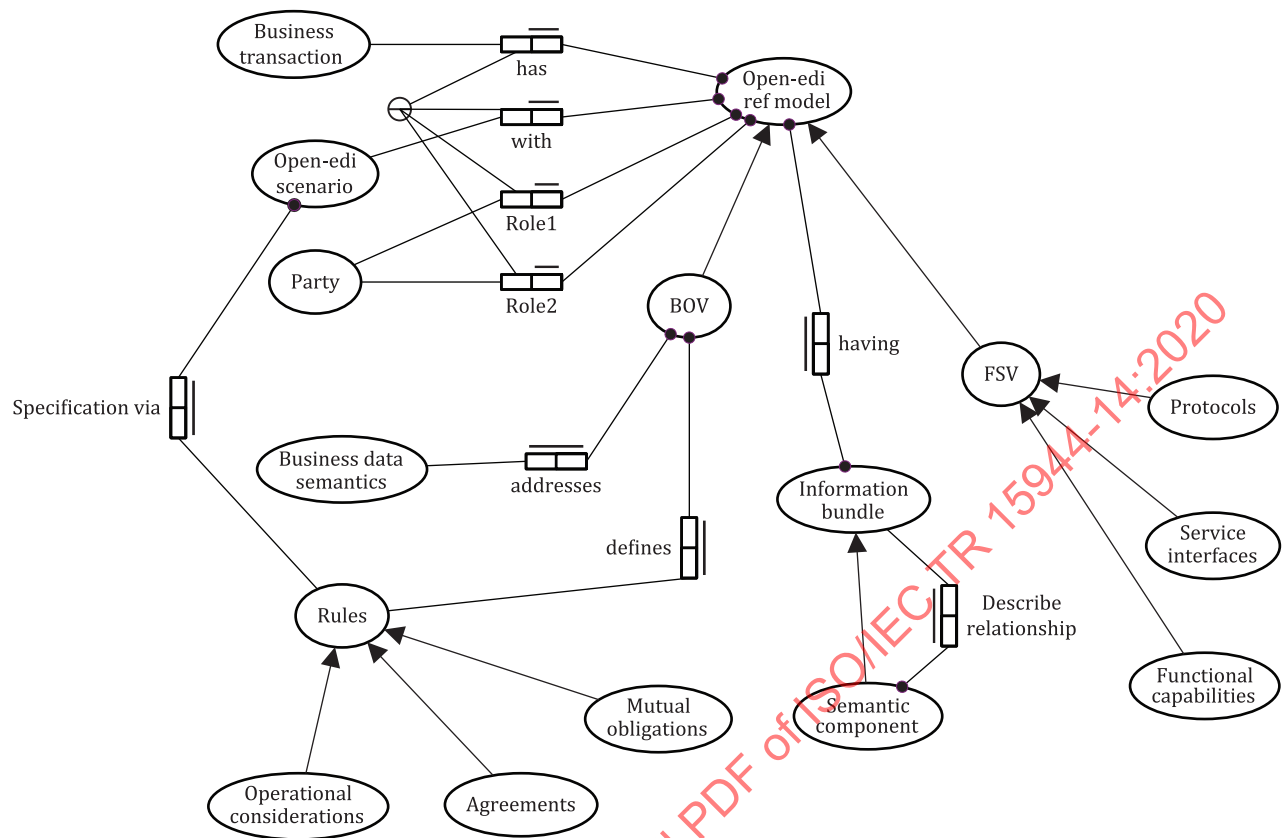 Business
transaction
has
Open-edi
ref model
with
Open-edi
scenario
Role1
Party
Role2
BOV
having
FSV
Protocols
Specification via
Business data
semantics
addresses
Information
bundle
Service
interfaces
defines
Rules
Describe
relationship
Functional
capabilities
Mutual
obligations
Semantic
component
Operational
considerations
Agreements
PDF of ISO/IEC TR 15944-14:2020